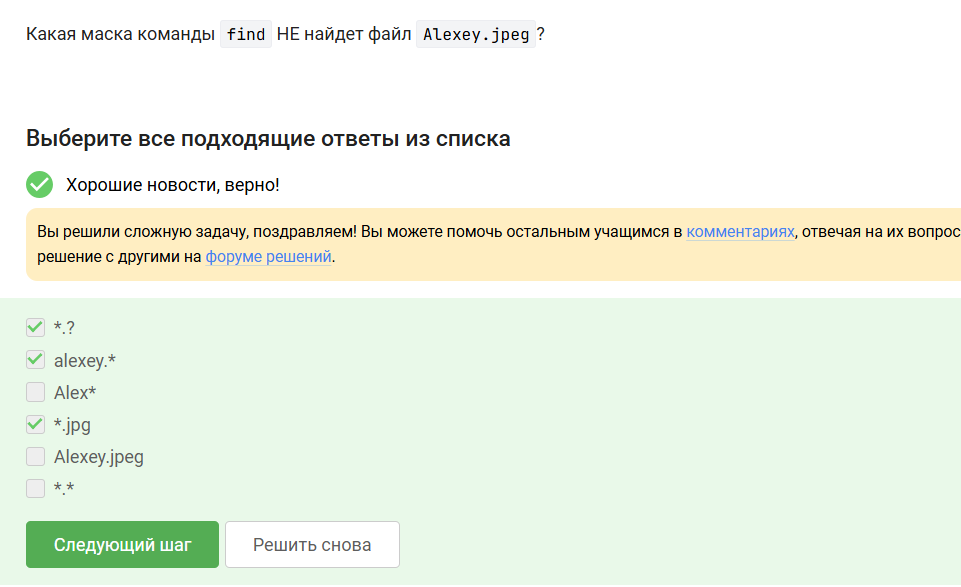 Какая маска команды find НЕ найдет файл Alexey.jpeg?
Выберите все подходящие ответы из списка
Хорошие новости, верно!
Вы решили сложную задачу, поздравляем! Вы можете помочь остальным учащимся в комментариях, отвечая на их вопрос
решение с другими на форуме решений.
*.?
alexey.*
Alex*
*.jpg
Alexey.jpeg
*.*
Следующий шаг
Решить снова